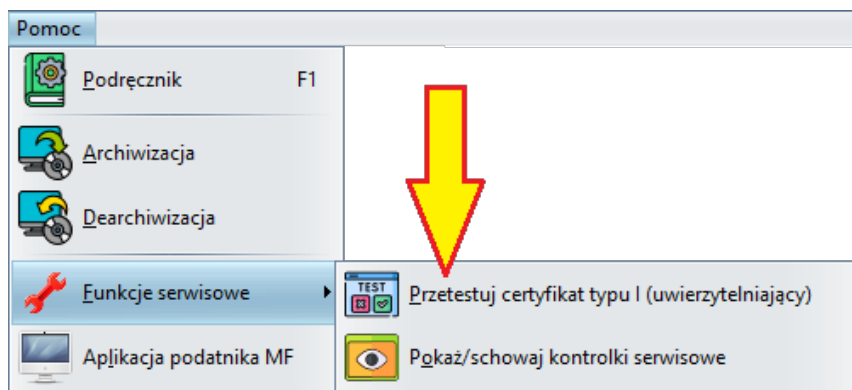 Pomoc
Podręcznik F1
Archiwizacja
Dearchiwizacja
Funkcje serwisowe
TEST
Przetestuj certyfikat typu I (uwierzytelniający)
Aplikacja podatnika MF
Pokaż/schowaj kontrolki serwisowe